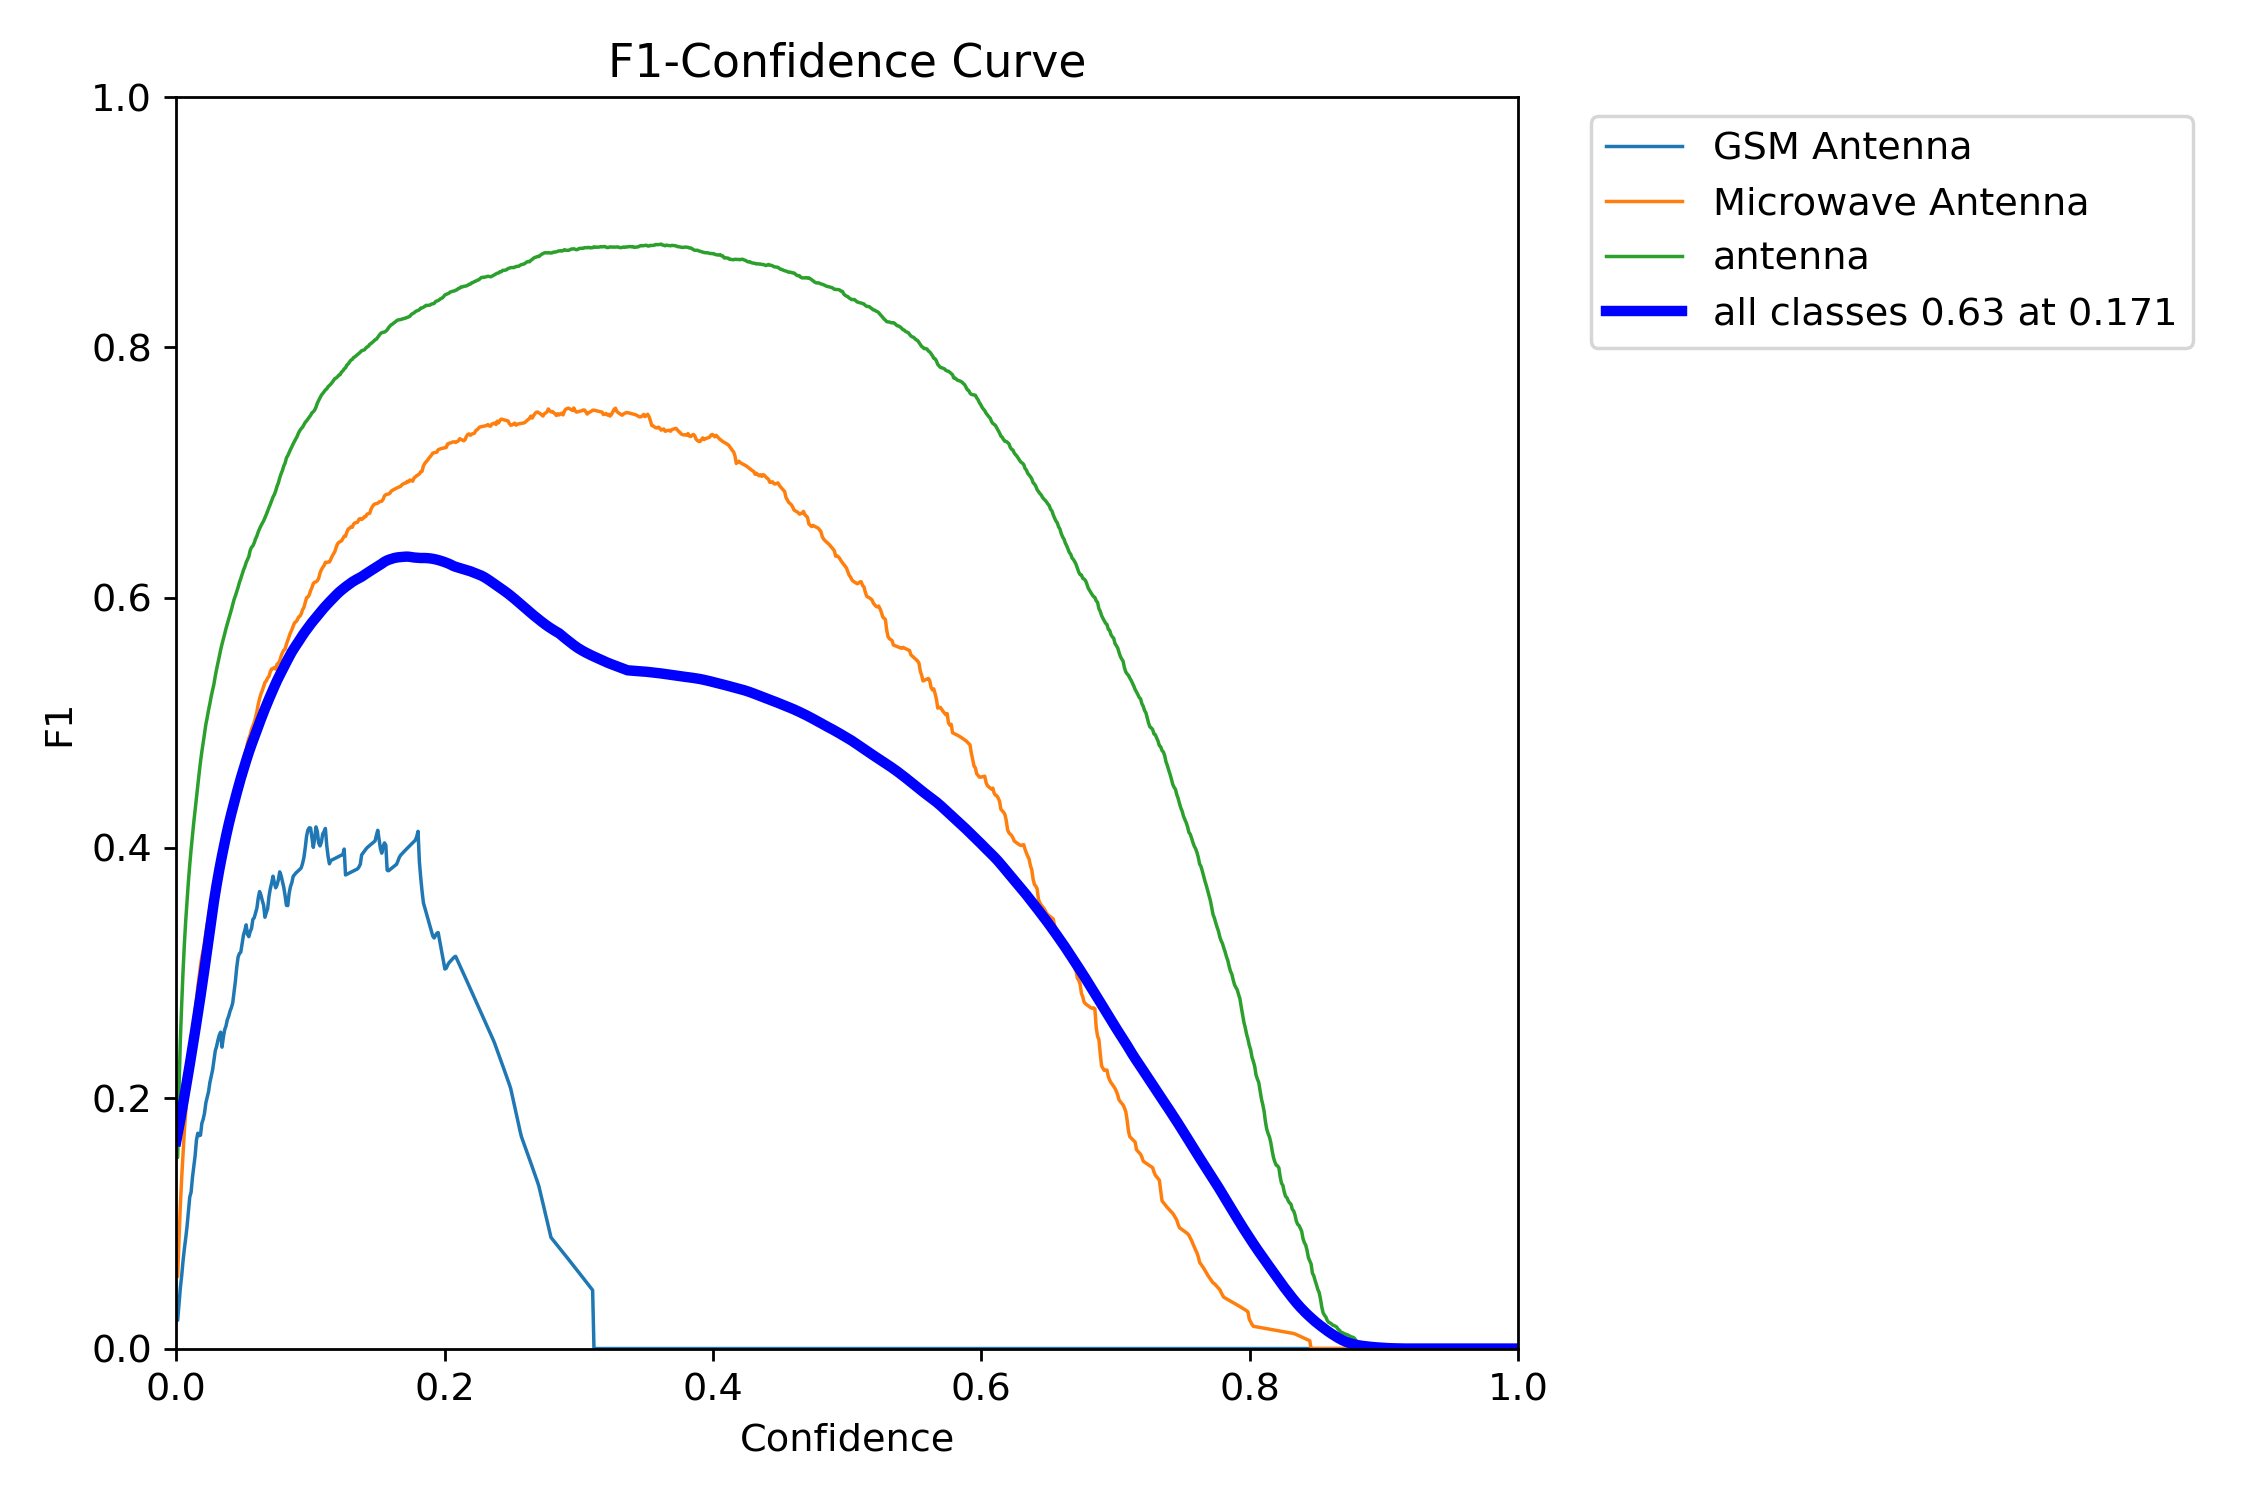 F1-Confidence Curve
1.0
0.8
0.6
0.4
0.2
0.0
F1
0.0 0.2 0.4 0.6 0.8 1.0
Confidence
GSM Antenna
Microwave Antenna
antenna
all classes 0.63 at 0.171